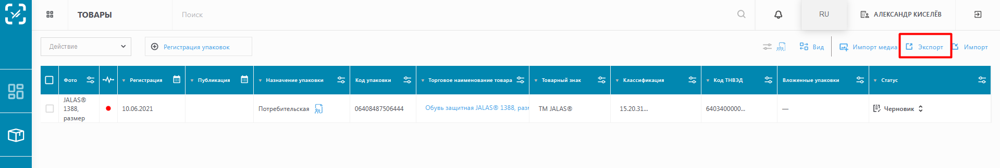 ТОВАРЫ
Поиск
RU
АЛЕКСАНДР КИСЕЛЁВ
Действие
Регистрация упаковок
Вид
Импорт медиа
Экспорт
Импорт
Фото
Регистрация
Публикация
Назначение упаковки
Код упаковки
Торговое наименование товара
Товарный знак
Классификация
Код ТНВЭД
Вложенные упаковки
Статус
JALAS®
1388,
размер
10.06.2021
Потребительская
06408487506444
Обувь защитная JALAS® 1388, разм
ТМ JALAS®
15.20.31...
6403400000...
—
Черновик